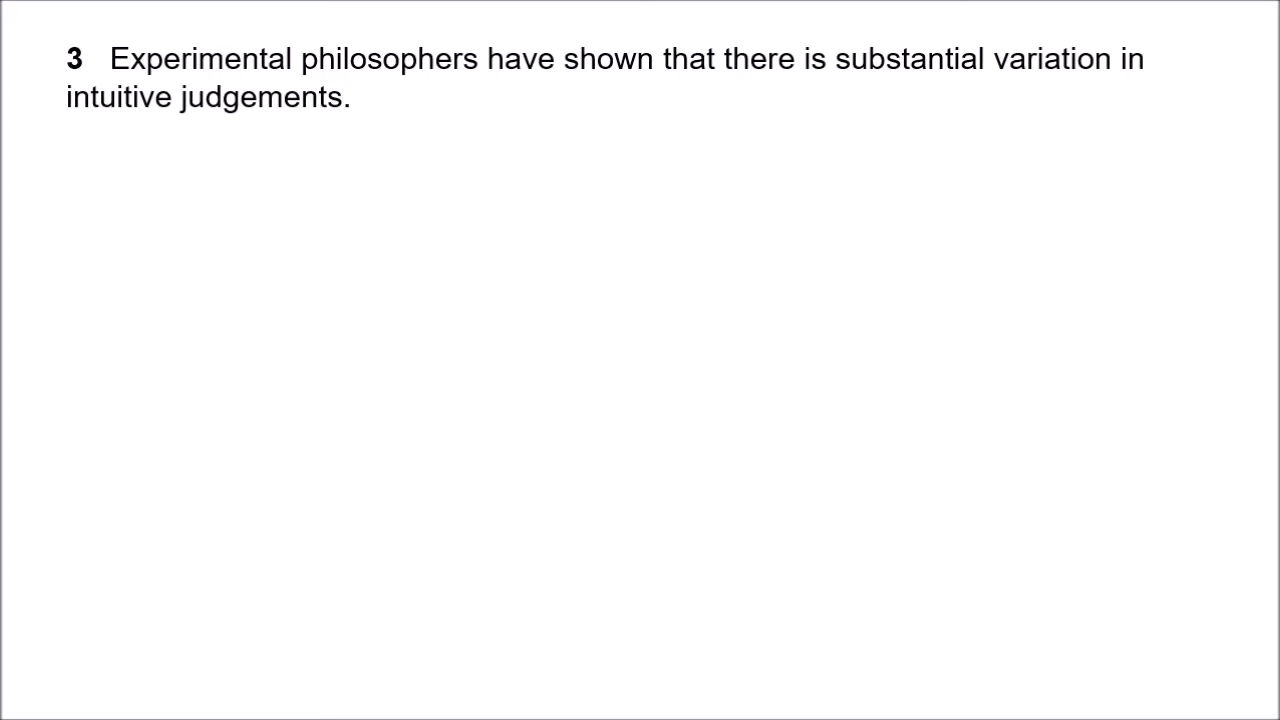 3 Experimental philosophers have shown that there is substantial variation in
intuitive judgements.